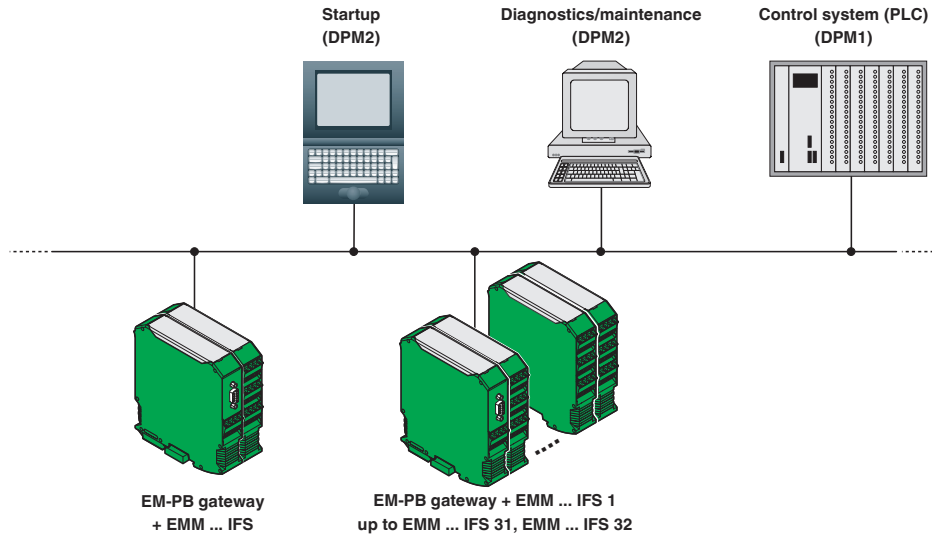 Startup
(DPM2)
Diagnostics/maintenance
(DPM2)
Control system (PLC)
(DPM1)
EM-PB gateway
+ EMM ... IFS
EM-PB gateway + EMM ... IFS 1
up to EMM ... IFS 31, EMM ... IFS 32